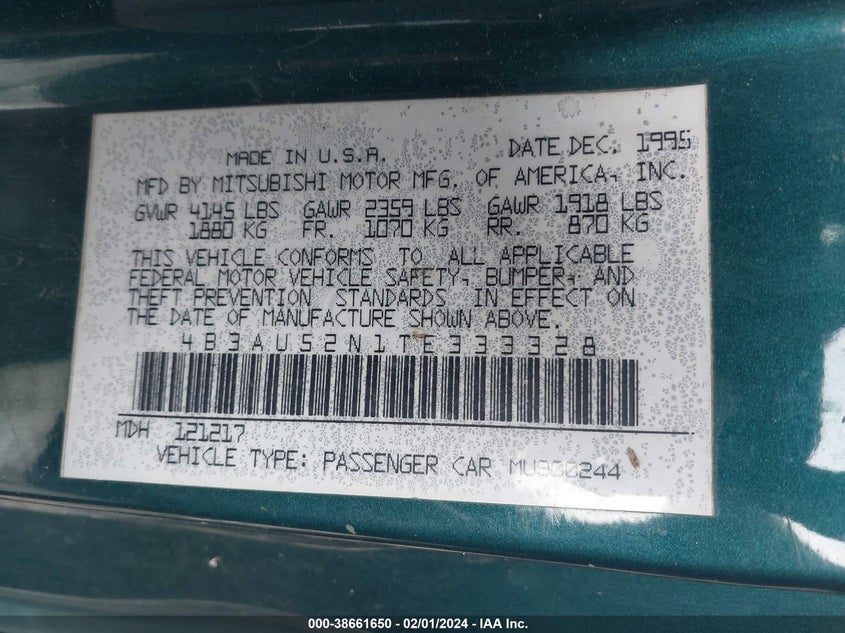 MADE IN U.S.A. DATE DEC. 1995
MFD BY MITSUBISHI MOTOR MFG. OF AMERICA, INC.
GVWR 4145 LBS GAWR 2359 LBS GAWR 1918 LBS
1880 KG FR. 1070 KG RR. 870 KG
THIS VEHICLE CONFORMS TO ALL APPLICABLE
FEDERAL MOTOR VEHICLE SAFETY, BUMPER, AND
THEFT PREVENTION STANDARDS IN EFFECT ON
THE DATE OF MANUFACTURE SHOWN ABOVE.
4B3AU52N1TE333328
MDH 121217
VEHICLE TYPE: PASSENGER CAR
000-38661650 — 02/01/2024 — IAA Inc.